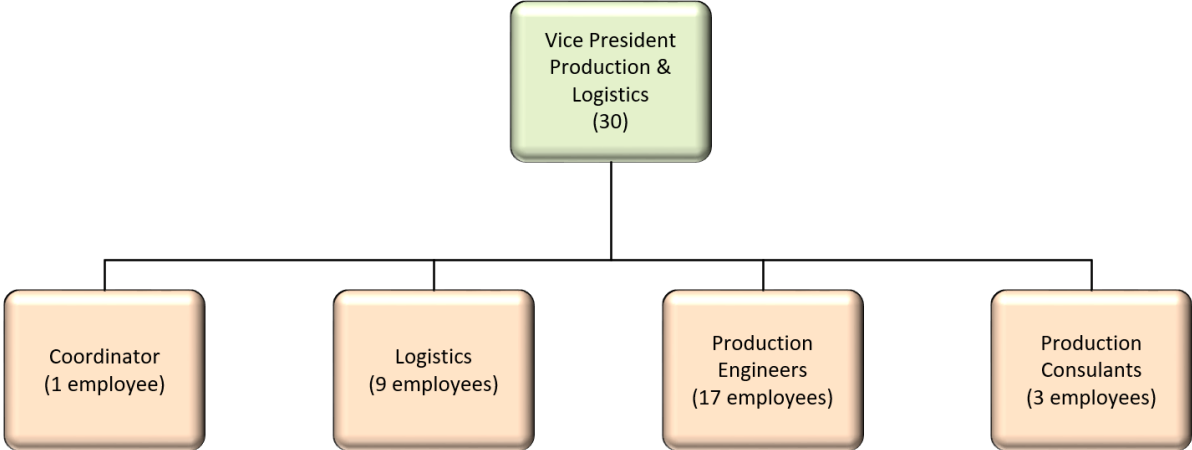 Vice President
Production &
Logistics
(30)
Coordinator
(1 employee)
Logistics
(9 employees)
Production
Engineers
(17 employees)
Production
Consulants
(3 employees)